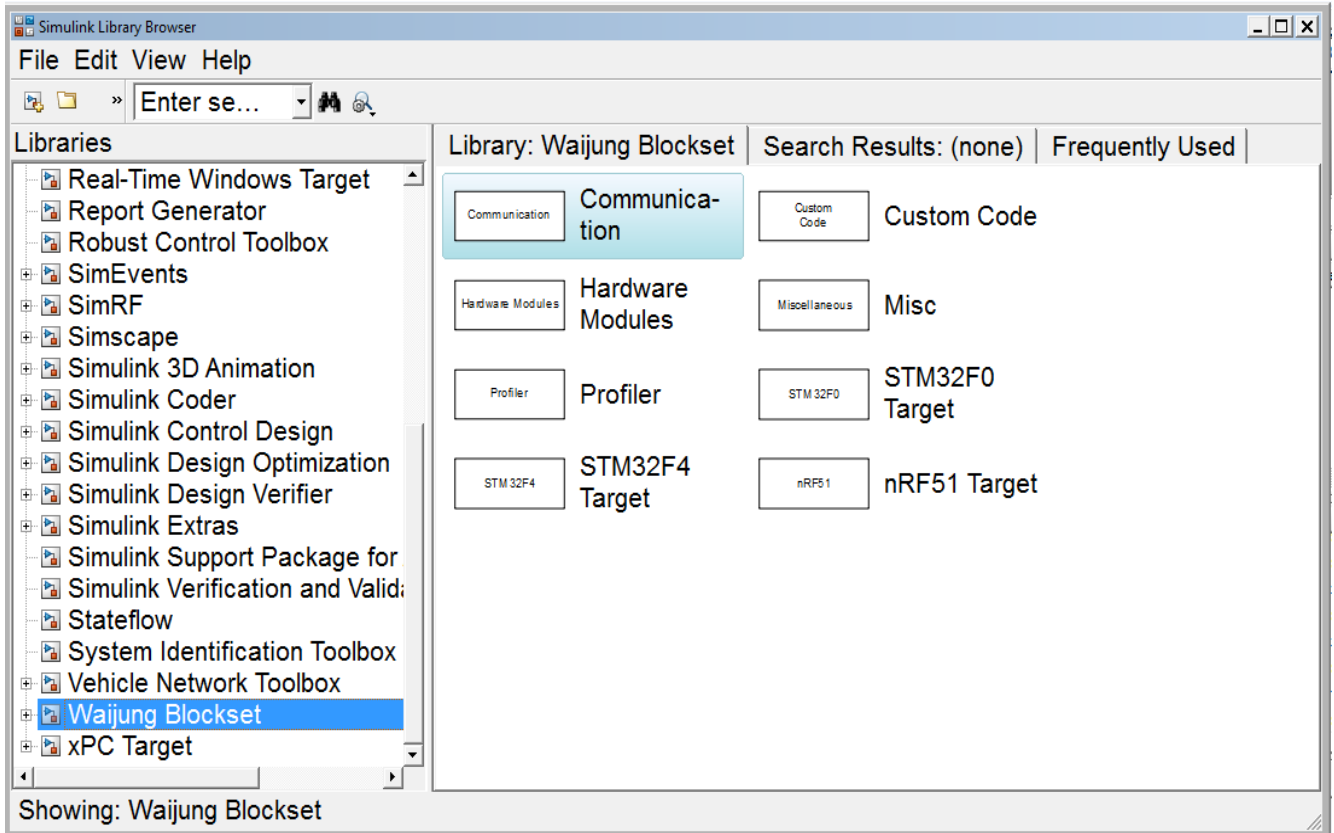 Simulink Library Browser
File Edit View Help
» Enter se...
Libraries
Real-Time Windows Target
Report Generator
Robust Control Toolbox
SimEvents
SimRF
Simscape
Simulink 3D Animation
Simulink Coder
Simulink Control Design
Simulink Design Optimization
Simulink Design Verifier
Simulink Extras
Simulink Support Package for
Simulink Verification and Valid
Stateflow
System Identification Toolbox
Vehicle Network Toolbox
Waijung Blockset
xPC Target
Library: Waijung Blockset
Search Results: (none)
Frequently Used
Communication
Communica-
tion
Custom
Code
Custom Code
Hardware Modules
Hardware
Modules
Miscellaneous
Misc
Profiler
Profiler
STM32F0
STM32F0
Target
STM32F4
STM32F4
Target
nRF51
nRF51 Target
Showing: Waijung Blockset